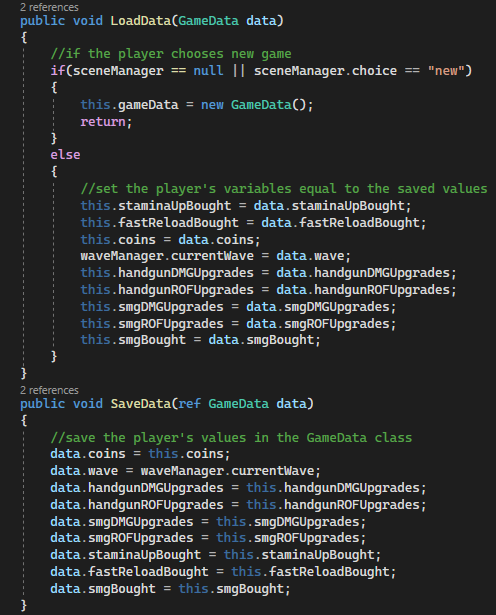 2 references
public void LoadData(GameData data)
{
    //if the player chooses new game
    if(sceneManager == null || sceneManager.choice == "new")
    {
        this.gameData = new GameData();
        return;
    }
    else
    {
        //set the player's variables equal to the saved values
        this.staminaUpBought = data.staminaUpBought;
        this.fastReloadBought = data.fastReloadBought;
        this.coins = data.coins;
        waveManager.currentWave = data.wave;
        this.handgunDMGUpgrades = data.handgunDMGUpgrades;
        this.handgunROFUpgrades = data.handgunROFUpgrades;
        this.smgDMGUpgrades = data.smgDMGUpgrades;
        this.smgROFUpgrades = data.smgROFUpgrades;
        this.smgBought = data.smgBought;
    }
}
2 references
public void SaveData(ref GameData data)
{
    //save the player's values in the GameData class
    data.coins = this.coins;
    data.wave = waveManager.currentWave;
    data.handgunDMGUpgrades = this.handgunDMGUpgrades;
    data.handgunROFUpgrades = this.handgunROFUpgrades;
    data.smgDMGUpgrades = this.smgDMGUpgrades;
    data.smgROFUpgrades = this.smgROFUpgrades;
    data.staminaUpBought = this.staminaUpBought;
    data.fastReloadBought = this.fastReloadBought;
    data.smgBought = this.smgBought;
}